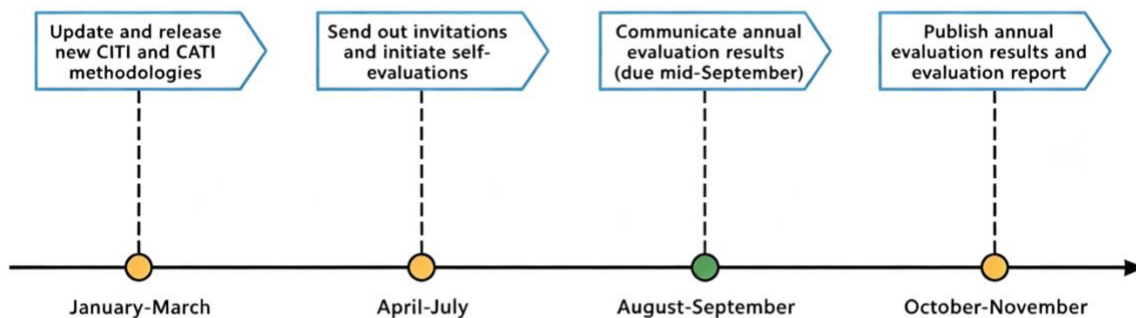 Update and release
new CITI and CATI
methodologies
Send out invitations
and initiate self-
evaluations
Communicate annual
evaluation results
(due mid-September)
Publish annual
evaluation results and
evaluation report
January-March
April-July
August-September
October-November